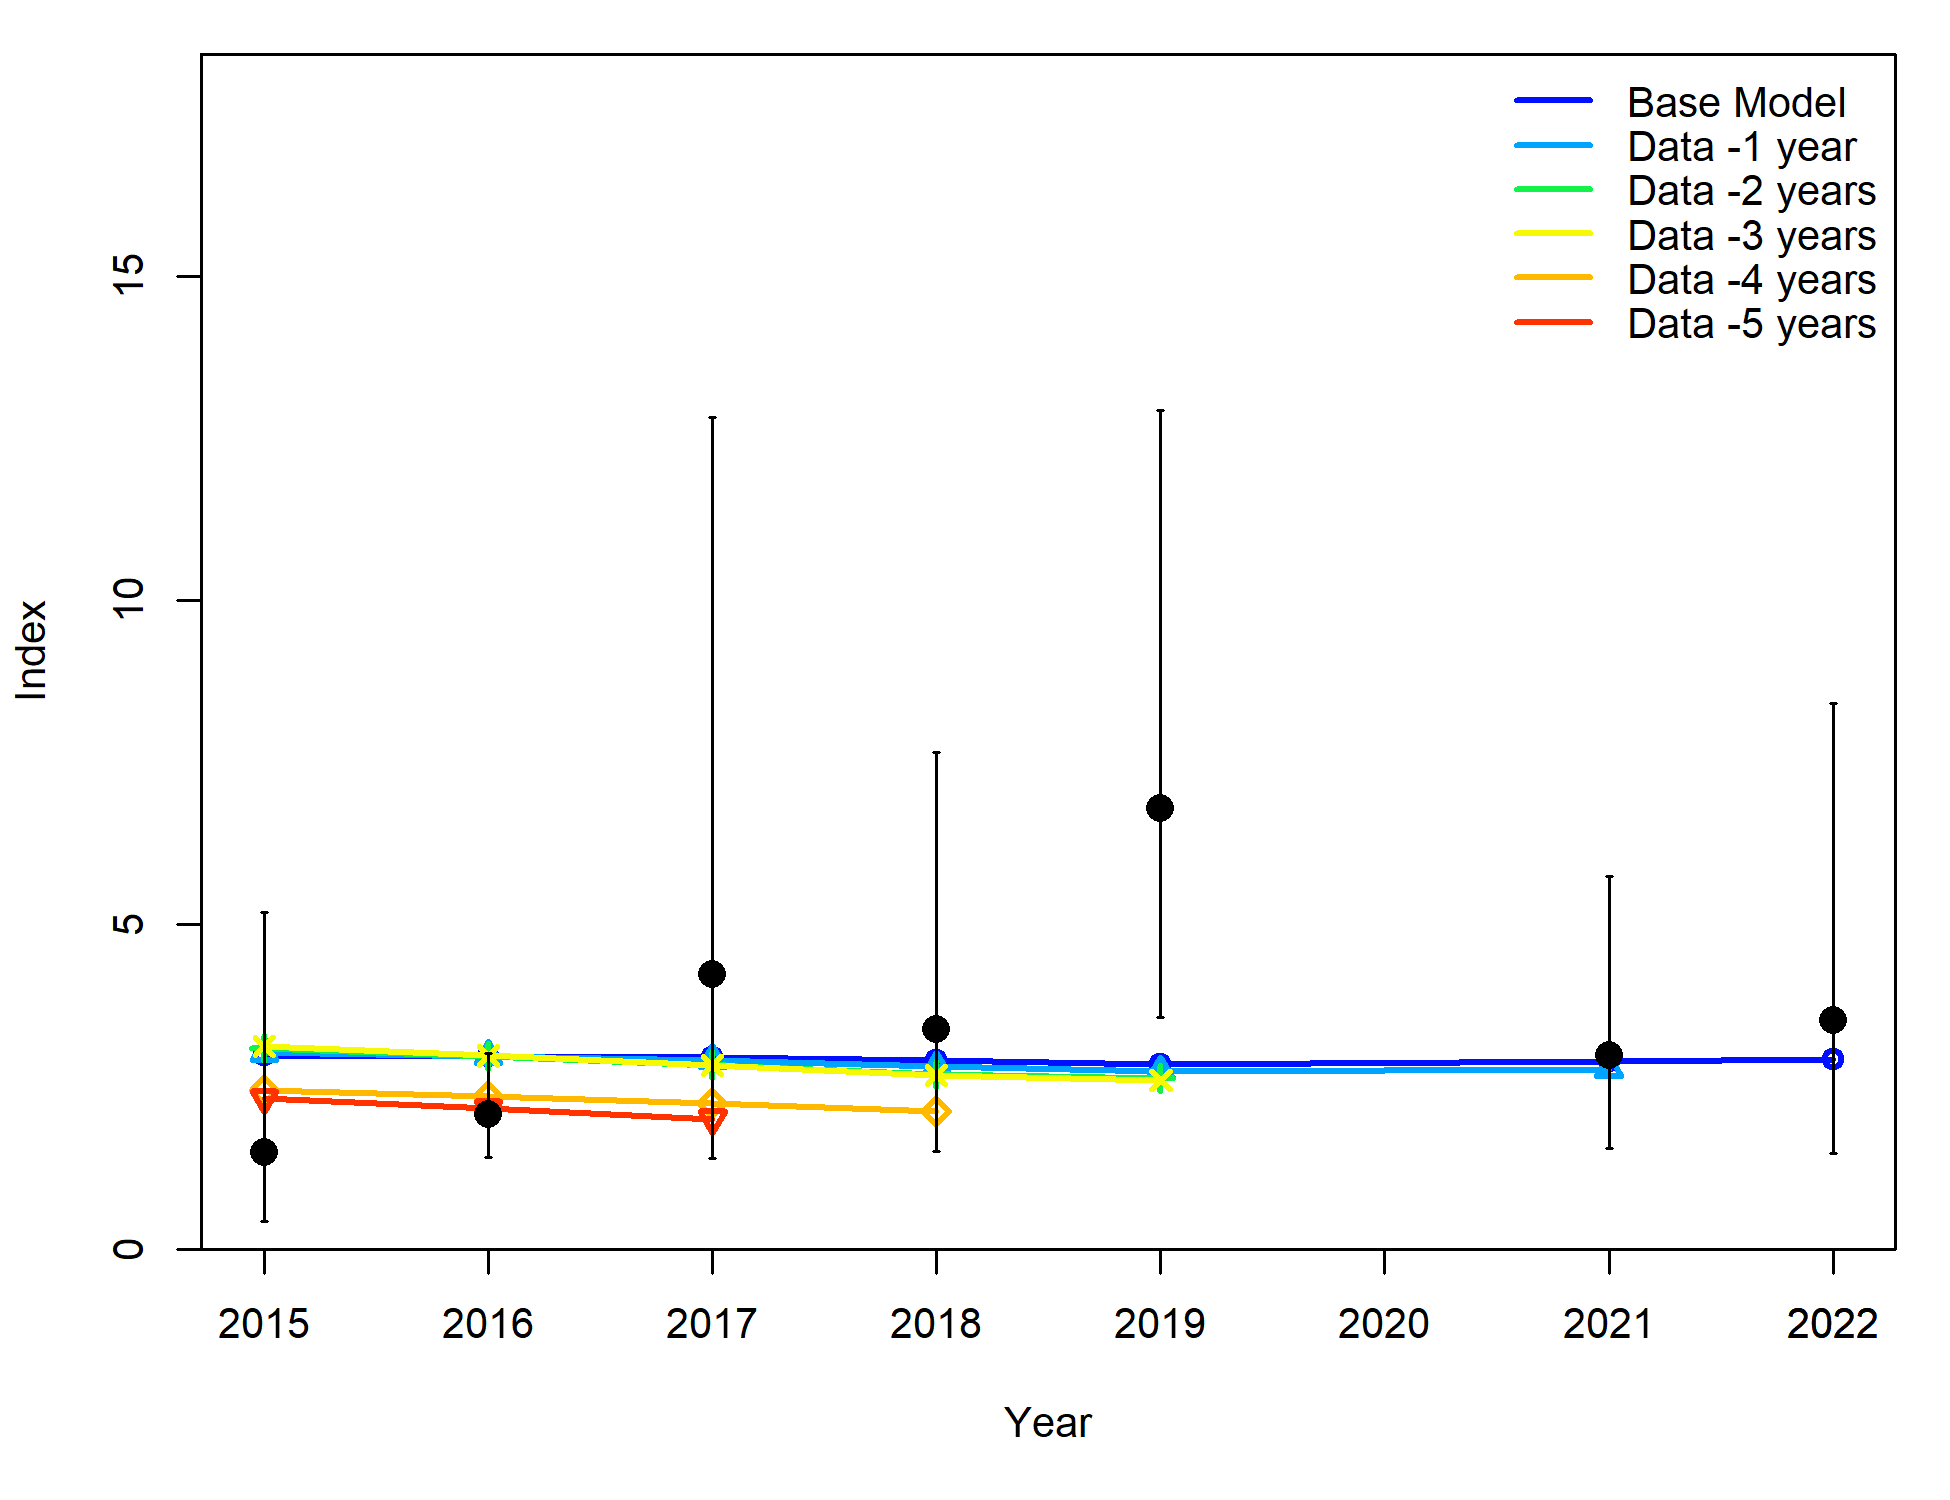 Base Model
Data -1 year
Data -2 years
Data -3 years
Data -4 years
Data -5 years
15
10
5
0
Index
2015 2016 2017 2018 2019 2020 2021 2022
Year